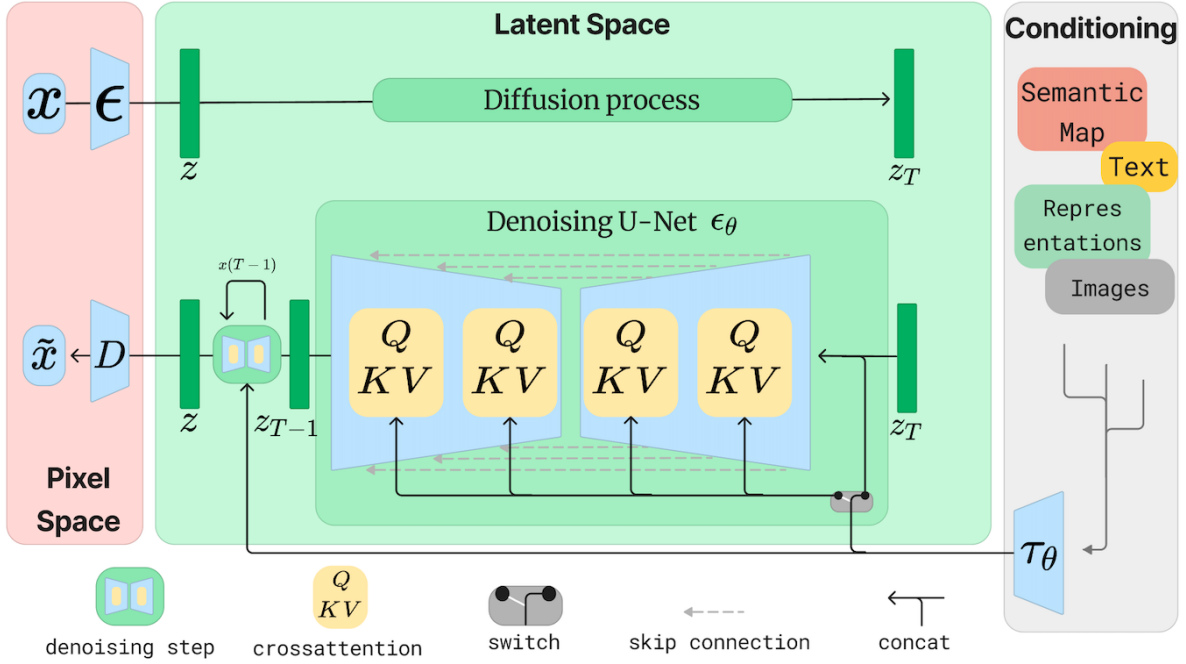 Latent Space
Conditioning
x
ϵ
Diffusion process
z
z_T
Semantic
Map
Text
Repres
entations
Images
Denoising U-Net ϵ_θ
x(T−1)
Q
KV
Q
KV
Q
KV
Q
KV
x̃
D
z
z_{T−1}
z_T
Pixel
Space
τ_θ
Q
KV
denoising step
crossattention
switch
skip connection
concat